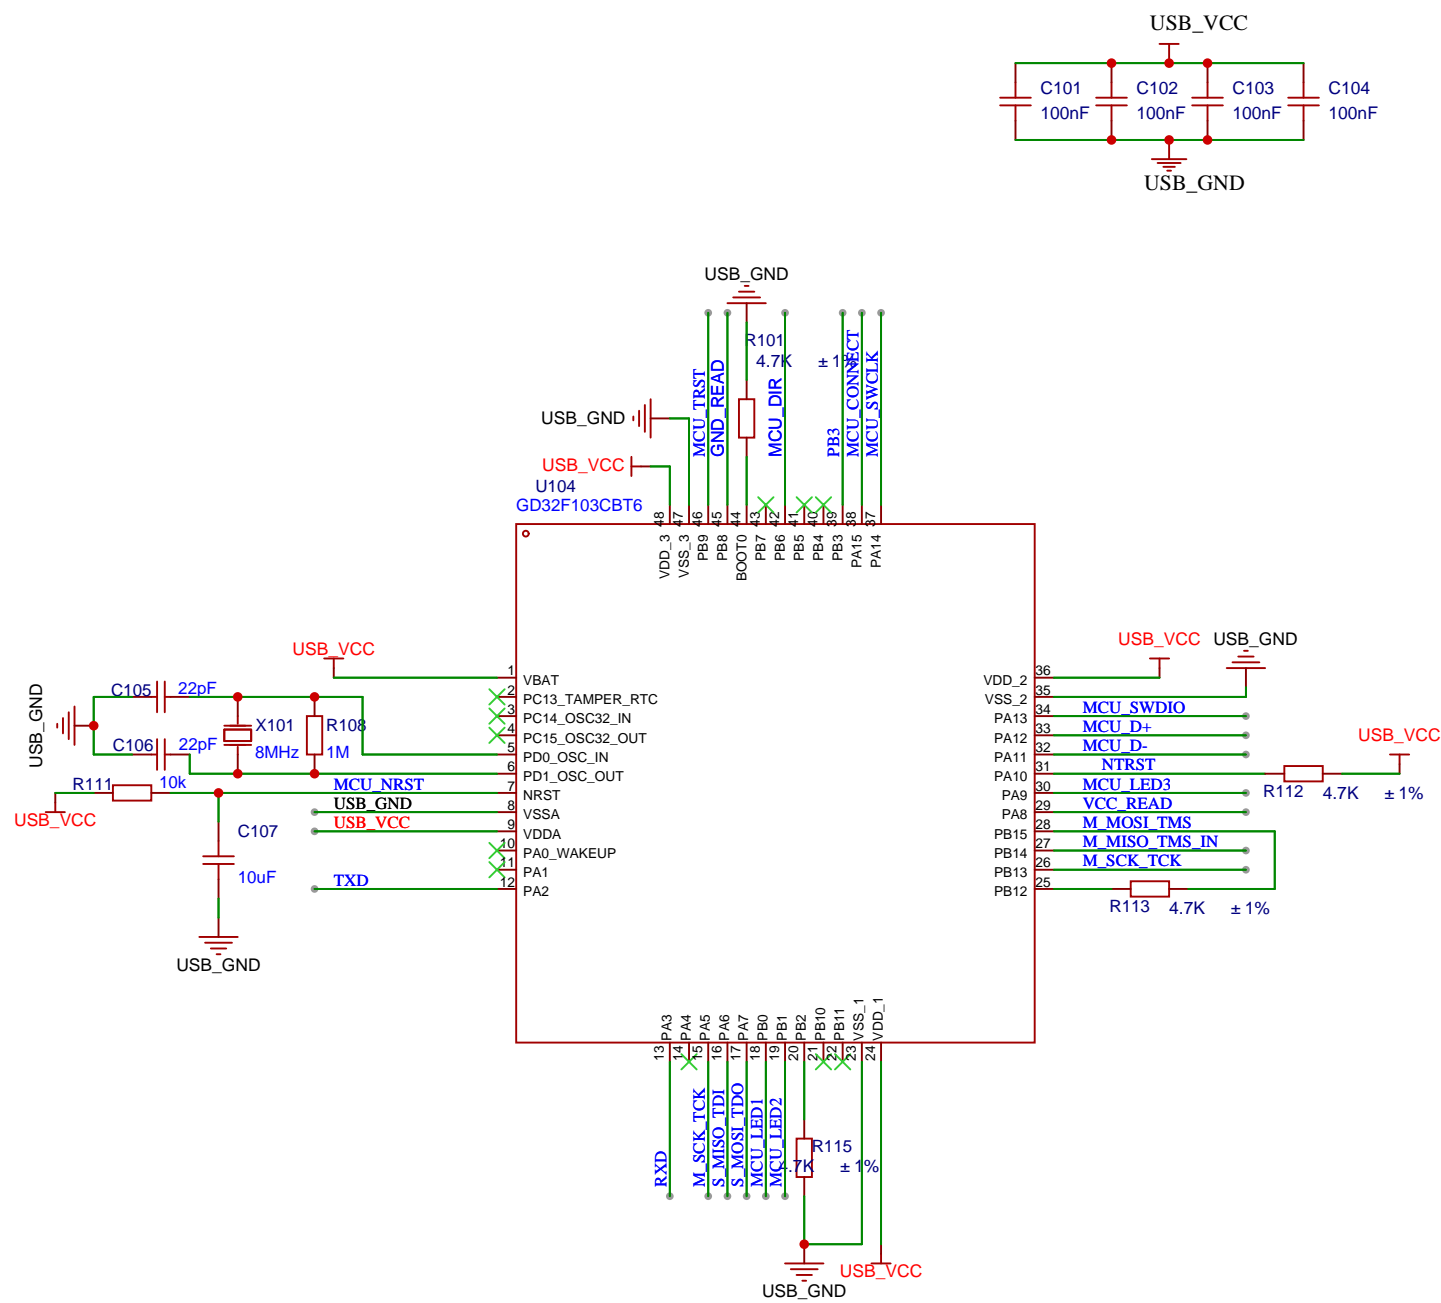 USB_VCC
C101
100nF
C102
100nF
C103
100nF
C104
100nF
USB_GND
USB_GND
R101
4.7K
± 1%
MCU_TRST
GND_READ
MCU_DIR
PB3
MCU_CONNECT
MCU_SWCLK
USB_GND
USB_VCC
U104
GD32F103CBT6
48
47
46
45
44
43
42
41
40
39
38
37
VDD_3
VSS_3
PB9
PB8
BOOT0
PB7
PB6
PB5
PB4
PB3
PA15
PA14
USB_VCC
USB_GND
C105
22pF
C106
22pF
X101
8MHz
R108
1M
R111
10k
USB_VCC
MCU_NRST
USB_GND
USB_VCC
C107
10uF
USB_GND
TXD
1 VBAT
2 PC13_TAMPER_RTC
3 PC14_OSC32_IN
4 PC15_OSC32_OUT
5 PD0_OSC_IN
6 PD1_OSC_OUT
7 NRST
8 VSSA
9 VDDA
10 PA0_WAKEUP
11 PA1
12 PA2
USB_VCC
USB_GND
VDD_2 36
VSS_2 35
PA13 34 MCU_SWDIO
PA12 33 MCU_D+
PA11 32 MCU_D-
PA10 31 NTRST
PA9 30 MCU_LED3
PA8 29 VCC_READ
PB15 28 M_MOSI_TMS
PB14 27 M_MISO_TMS_IN
PB13 26 M_SCK_TCK
PB12 25
USB_VCC
R112
4.7K
± 1%
R113
4.7K
± 1%
PA3
PA4
PA5
PA6
PA7
PB0
PB1
PB2
PB10
PB11
VSS_1
VDD_1
13
14
15
16
17
18
19
20
21
22
23
24
RXD
M_SCK_TCK
S_MISO_TDI
S_MOSI_TDO
MCU_LED1
MCU_LED2
R115
4.7K
± 1%
USB_GND
USB_VCC